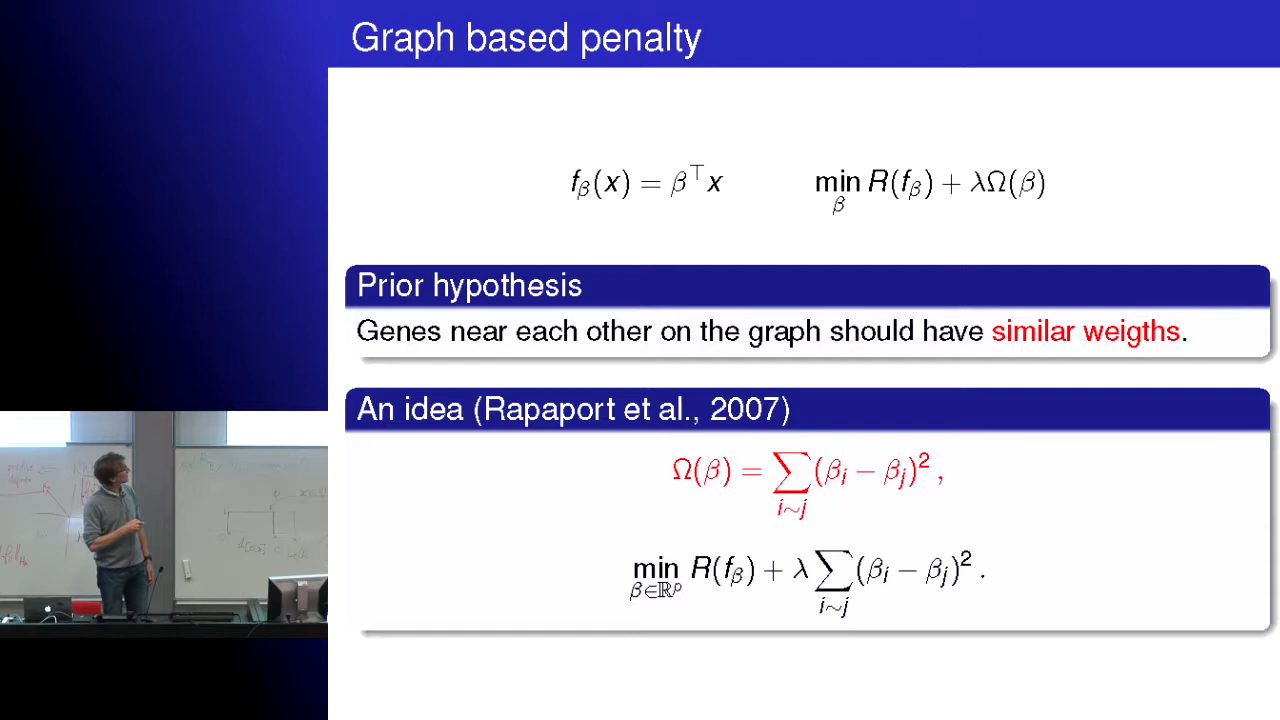 Graph based penalty
f_β(x) = β^⊤ x    min_β R(f_β) + λΩ(β)
Prior hypothesis
Genes near each other on the graph should have similar weigths.
An idea (Rapaport et al., 2007)
Ω(β) = ∑_{i∼j} (β_i − β_j)² ,
min_{β∈ℝ^p} R(f_β) + λ ∑_{i∼j} (β_i − β_j)² .